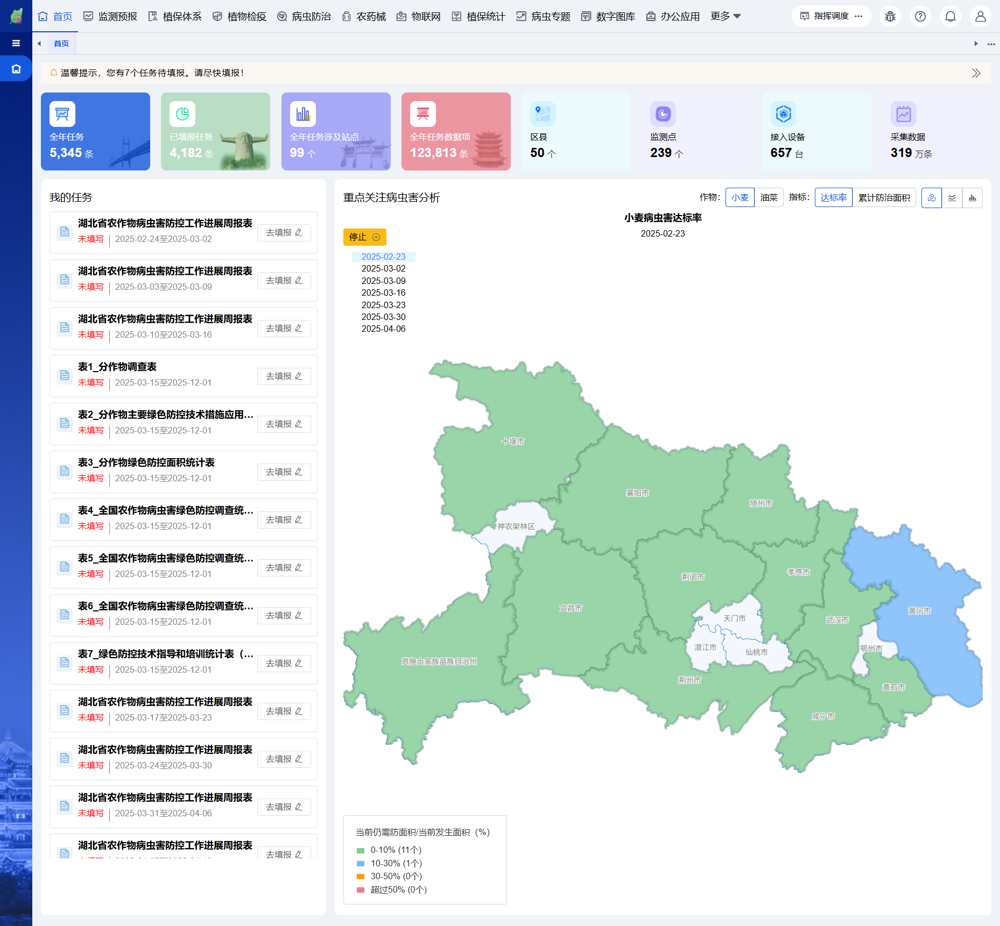 首页 监测预报 植保体系 植物检疫 病虫防治 农药械 物联网 植保统计 病虫专题 数字图库 办公应用 更多 指挥调度
首页
温馨提示，您有7个任务待填报。请尽快填报！
全年任务
5,345 条
已填报任务
4,182 条
全年任务涉及站点
99 个
全年任务数据项
123,813 条
区县
50 个
监测点
239 个
接入设备
657 台
采集数据
319 万条
我的任务
湖北省农作物病虫害防控工作进展周报表
未填写 2025-02-24至2025-03-02
去填报
湖北省农作物病虫害防控工作进展周报表
未填写 2025-03-03至2025-03-09
去填报
湖北省农作物病虫害防控工作进展周报表
未填写 2025-03-10至2025-03-16
去填报
表1_分作物调查表
未填写 2025-03-15至2025-12-01
去填报
表2_分作物主要绿色防控技术措施应用...
未填写 2025-03-15至2025-12-01
去填报
表3_分作物绿色防控面积统计表
未填写 2025-03-15至2025-12-01
去填报
表4_全国农作物病虫害绿色防控调查统...
未填写 2025-03-15至2025-12-01
去填报
表5_全国农作物病虫害绿色防控调查统...
未填写 2025-03-15至2025-12-01
去填报
表6_全国农作物病虫害绿色防控调查统...
未填写 2025-03-15至2025-12-01
去填报
表7_绿色防控技术指导和培训统计表（...
未填写 2025-03-15至2025-12-01
去填报
湖北省农作物病虫害防控工作进展周报表
未填写 2025-03-17至2025-03-23
去填报
湖北省农作物病虫害防控工作进展周报表
未填写 2025-03-24至2025-03-30
去填报
湖北省农作物病虫害防控工作进展周报表
未填写 2025-03-31至2025-04-06
去填报
湖北省农作物病虫害防控工作进展周报表
去填报
重点关注病虫害分析
作物： 小麦 油菜 指标： 达标率 累计防治面积
小麦病虫害达标率
2025-02-23
停止
2025-02-23
2025-03-02
2025-03-09
2025-03-16
2025-03-23
2025-03-30
2025-04-06
十堰市
襄阳市
随州市
神农架林区
孝感市
荆门市
宜昌市
黄冈市
天门市
武汉市
潜江市
鄂州市
仙桃市
恩施土家族苗族自治州
荆州市
黄石市
咸宁市
当前仍需防面积/当前发生面积（%）
0-10% (11个)
10-30% (1个)
30-50% (0个)
超过50% (0个)